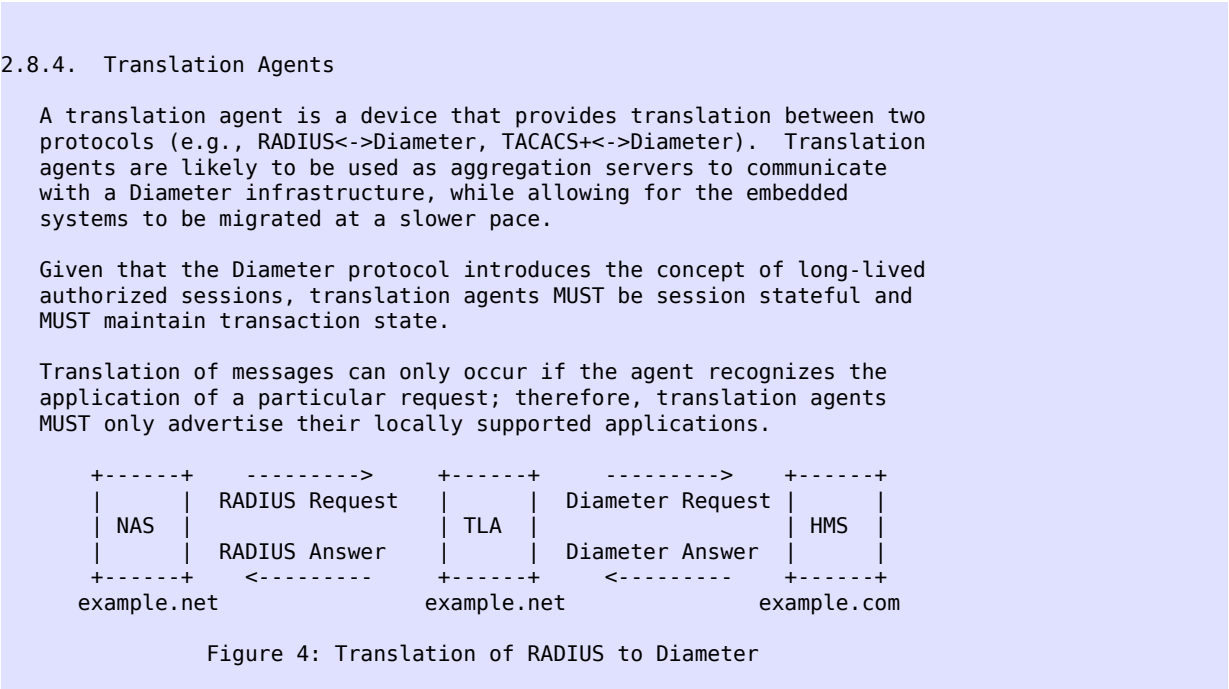 2.8.4.  Translation Agents

   A translation agent is a device that provides translation between two
   protocols (e.g., RADIUS<->Diameter, TACACS+<->Diameter).  Translation
   agents are likely to be used as aggregation servers to communicate
   with a Diameter infrastructure, while allowing for the embedded
   systems to be migrated at a slower pace.

   Given that the Diameter protocol introduces the concept of long-lived
   authorized sessions, translation agents MUST be session stateful and
   MUST maintain transaction state.

   Translation of messages can only occur if the agent recognizes the
   application of a particular request; therefore, translation agents
   MUST only advertise their locally supported applications.

       +------+    --------->     +------+     --------->    +------+
       |      |  RADIUS Request   |      |  Diameter Request |      |
       | NAS  |                   | TLA  |                   | HMS  |
       |      |  RADIUS Answer    |      |  Diameter Answer  |      |
       +------+    <---------     +------+     <---------    +------+
      example.net                example.net               example.com

                Figure 4: Translation of RADIUS to Diameter